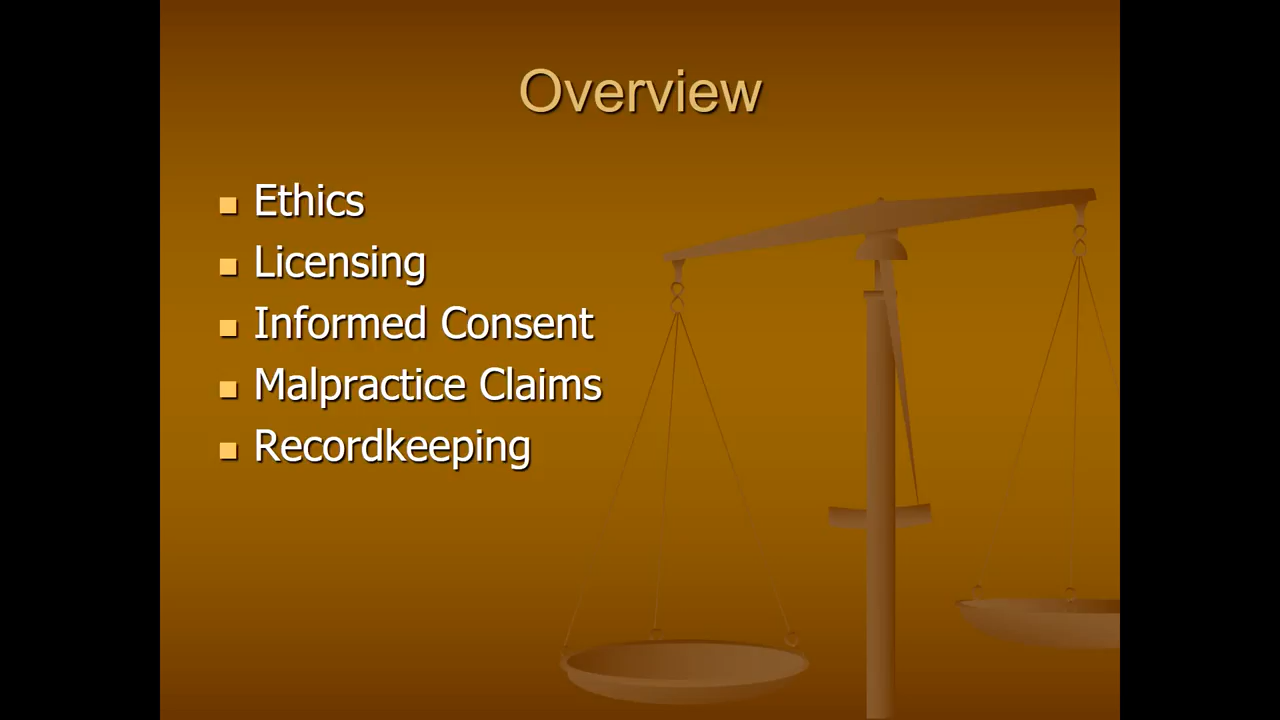 Overview
Ethics
Licensing
Informed Consent
Malpractice Claims
Recordkeeping